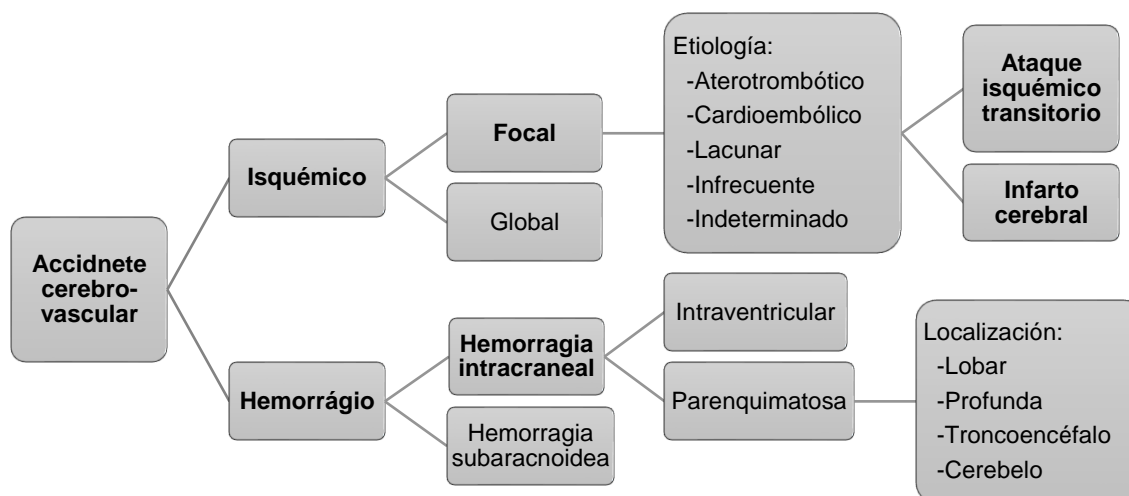 Accidnete
cerebro-
vascular
Isquémico
Focal
Global
Etiología:
-Aterotrombótico
-Cardioembólico
-Lacunar
-Infrecuente
-Indeterminado
Ataque
isquémico
transitorio
Infarto
cerebral
Hemorrágio
Hemorragia
intracraneal
Hemorragia
subaracnoidea
Intraventricular
Parenquimatosa
Localización:
-Lobar
-Profunda
-Troncoencéfalo
-Cerebelo